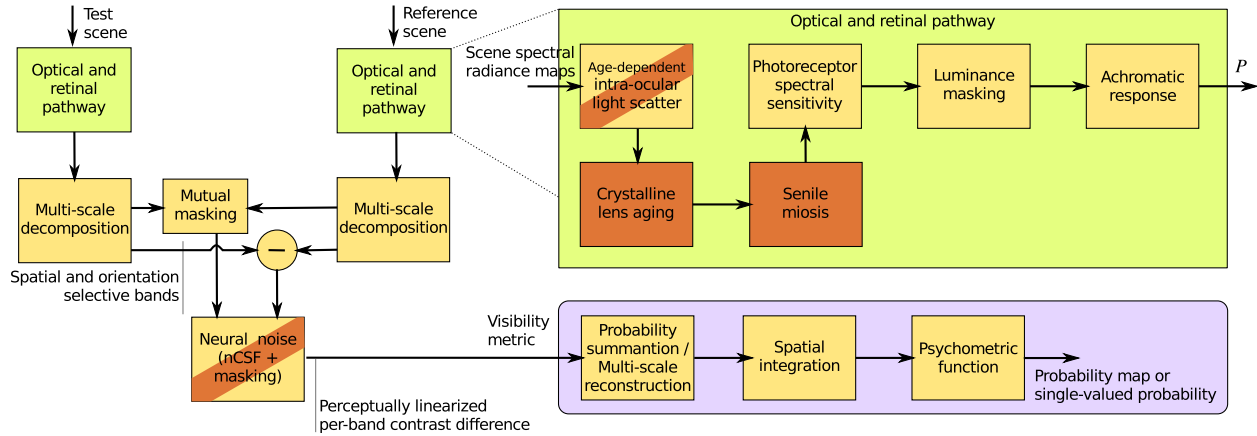 Test
scene
Reference
scene
Optical and
retinal
pathway
Optical and
retinal
pathway
Multi-scale
decomposition
Mutual
masking
Multi-scale
decomposition
−
Spatial and orientation
selective bands
Neural noise
(nCSF +
masking)
Perceptually linearized
per-band contrast difference
Optical and retinal pathway
Scene spectral
radiance maps
Age-dependent
intra-ocular
light scatter
Crystalline
lens aging
Senile
miosis
Photoreceptor
spectral
sensitivity
Luminance
masking
Achromatic
response
P
Visibility
metric
Probability
summantion /
Multi-scale
reconstruction
Spatial
integration
Psychometric
function
Probability map or
single-valued probability